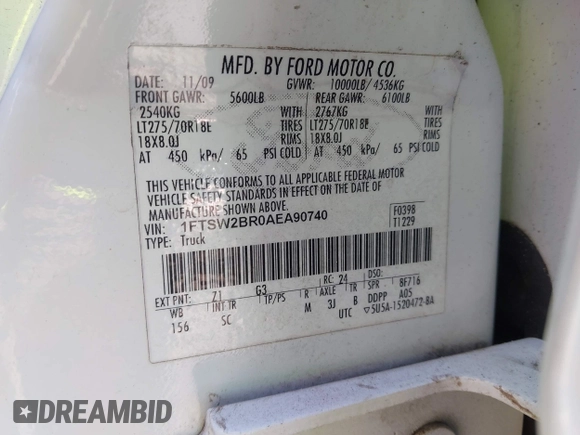 MFD. BY FORD MOTOR CO.
DATE: 11/09 GVWR: 10000LB/ 4536KG
FRONT GAWR: 5600LB REAR GAWR: 6100LB
2540KG WITH 2767KG WITH
LT275/70R18E TIRES LT275/70R18E TIRES
18X8.0J RIMS 18X8.0J RIMS
AT 450 kPa/ 65 PSI COLD AT 450 kPa/ 65 PSI COLD
THIS VEHICLE CONFORMS TO ALL APPLICABLE FEDERAL MOTOR
VEHICLE SAFETY STANDARDS IN EFFECT ON THE DATE OF
MANUFACTURE SHOWN ABOVE.
VIN: 1FTSW2BR0AEA90740 F0398
TYPE: Truck T1229
EXT PNT: Z1 G3 RC: 24 DSO:
WB INT TR TP/PS R AXLE TR SPR 8F716
156 SC M 3J B DDPP A05
UTC ▽5U5A-1520472-BA
DREAMBID